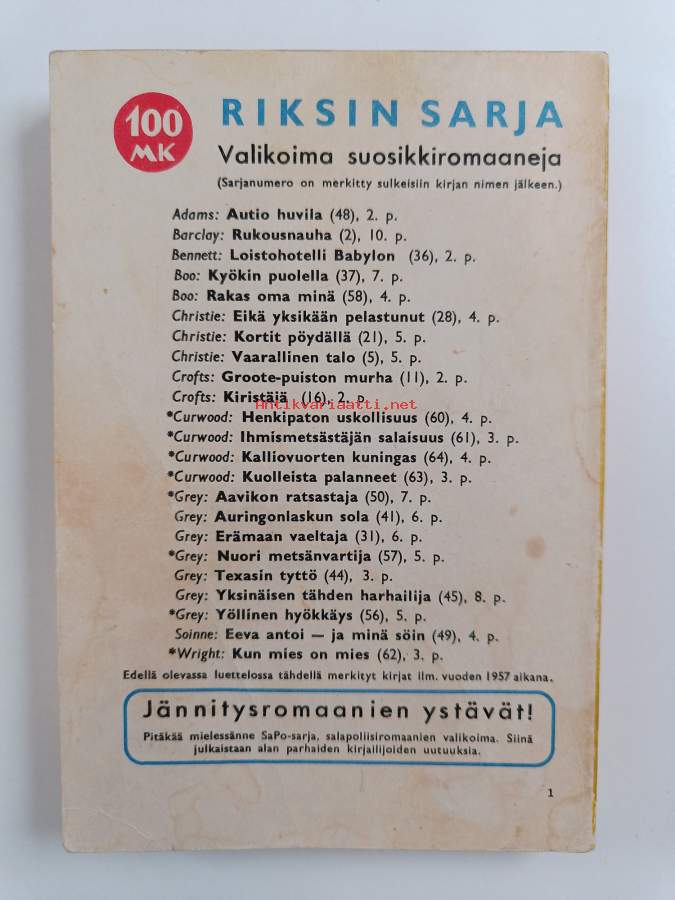 100
MK
RIKSIN SARJA
Valikoima suosikkiromaaneja
(Sarjanumero on merkitty sulkeisiin kirjan nimen jälkeen.)
Adams: Autio huvila (48), 2. p.
Barclay: Rukousnauha (2), 10. p.
Bennett: Loistohotelli Babylon (36), 2. p.
Boo: Kyökin puolella (37), 7. p.
Boo: Rakas oma minä (58), 4. p.
Christie: Eikä yksikään pelastunut (28), 4. p.
Christie: Kortit pöydällä (21), 5. p.
Christie: Vaarallinen talo (5), 5. p.
Crofts: Groote-puiston murha (11), 2. p.
Crofts: Kiristäjä (16), 2. p.
Antikvariaatti.net
*Curwood: Henkipaton uskollisuus (60), 4. p.
*Curwood: Ihmismetsästäjän salaisuus (61), 3. p.
*Curwood: Kalliovuorten kuningas (64), 4. p.
*Curwood: Kuolleista palanneet (63), 3. p.
*Grey: Aavikon ratsastaja (50), 7. p.
Grey: Auringonlaskun sola (41), 6. p.
Grey: Erämaan vaeltaja (31), 6. p.
*Grey: Nuori metsänvartija (57), 5. p.
Grey: Texasin tyttö (44), 3. p.
Grey: Yksinäisen tähden harhailija (45), 8. p.
*Grey: Yöllinen hyökkäys (56), 5. p.
Soinne: Eeva antoi — ja minä söin (49), 4. p.
*Wright: Kun mies on mies (62), 3. p.
Edellä olevassa luettelossa tähdellä merkityt kirjat ilm. vuoden 1957 aikana.
Jännitysromaanien ystävät!
Pitäkää mielessänne SaPo-sarja, salapoliisiromaanien valikoima. Siinä
julkaistaan alan parhaiden kirjailijoiden uutuuksia.
1